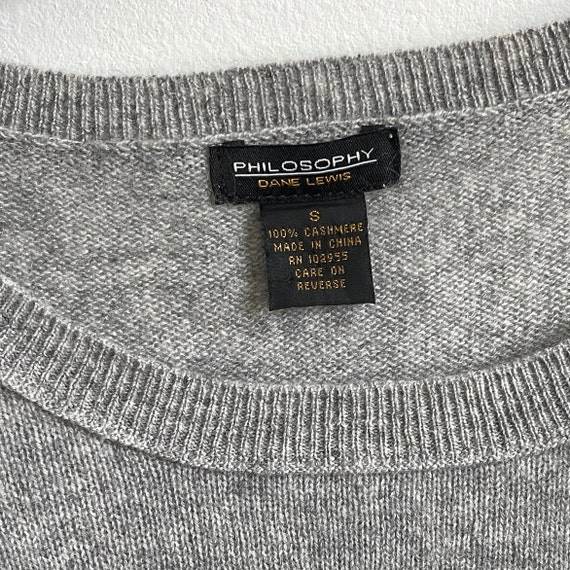 PHILOSOPHY
DANE LEWIS
S
100% CASHMERE
MADE IN CHINA
RN 102955
CARE ON
REVERSE